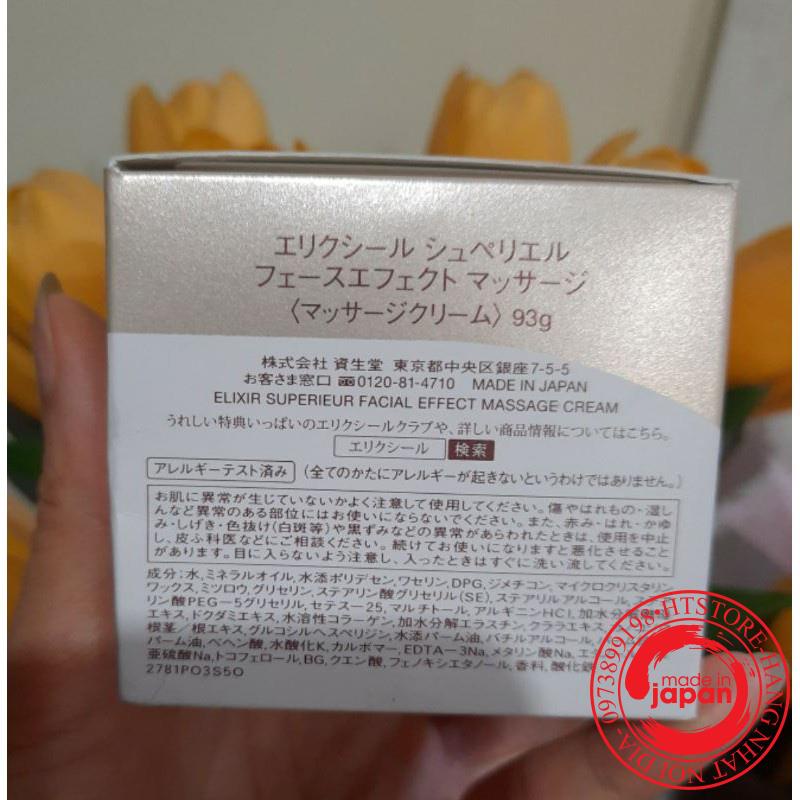 エリクシール シュペリエル
フェースエフェクト マッサージ
〈マッサージクリーム〉 93g
株式会社 資生堂 東京都中央区銀座7-5-5
お客さま窓口 0120-81-4710 MADE IN JAPAN
ELIXIR SUPERIEUR FACIAL EFFECT MASSAGE CREAM
うれしい特典いっぱいのエリクシールクラブや、詳しい商品情報についてはこちら。
エリクシール 検索
アレルギーテスト済み (全てのかたにアレルギーが起きないというわけではありません。)
お肌に異常が生じていないかよく注意して使用してください。傷やはれもの・湿し
んなど異常のある部位にはお使いにならないでください。また、赤み・はれ・かゆ
み・しげき・色抜け(白斑等)や黒ずみなどの異常があらわれたときは、使用を中止
し、皮ふ科医などにご相談ください。続けてお使いになりますと悪化させること
があります。目に入らないよう注意し、入ったときはすぐに洗い流してください。
成分:水,ミネラルオイル,水添ポリデセン,ワセリン,DPG,ジメチコン,マイクロクリスタリン
ワックス,ミツロウ,グリセリン,ステアリン酸グリセリル(SE),ステアリルアルコール,
リン酸PEG-5グリセリル,セテス-25,マルチトール,アルギニンHCl,加水分解
エキス,ドクダミエキス,水溶性コラーゲン,加水分解エラスチン,クララエキス
根茎/根エキス,グルコシルヘスペリジン,水添パーム油,バチルアルコール,
パーム油,ベヘン酸,水酸化K,カルボマー,EDTA-3Na,メタリン酸Na,
亜硫酸Na,トコフェロール,BG,クエン酸,フェノキシエタノール,香料,酸化鉄
2781PO3S5O
made in
japan
0973899198-HTSTORE-HANG NHAT NOI DIA-